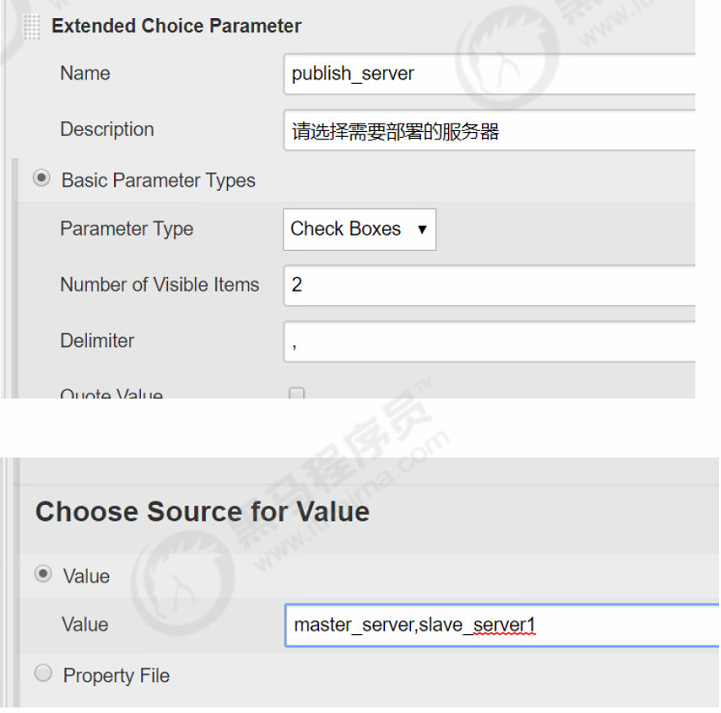 Extended Choice Parameter
Name
publish_server
Description
请选择需要部署的服务器
Basic Parameter Types
Parameter Type
Check Boxes
Number of Visible Items
2
Delimiter
,
Quote Value
黑马程序员™
www.itheima.com
Choose Source for Value
Value
Value
master_server,slave_server1
Property File